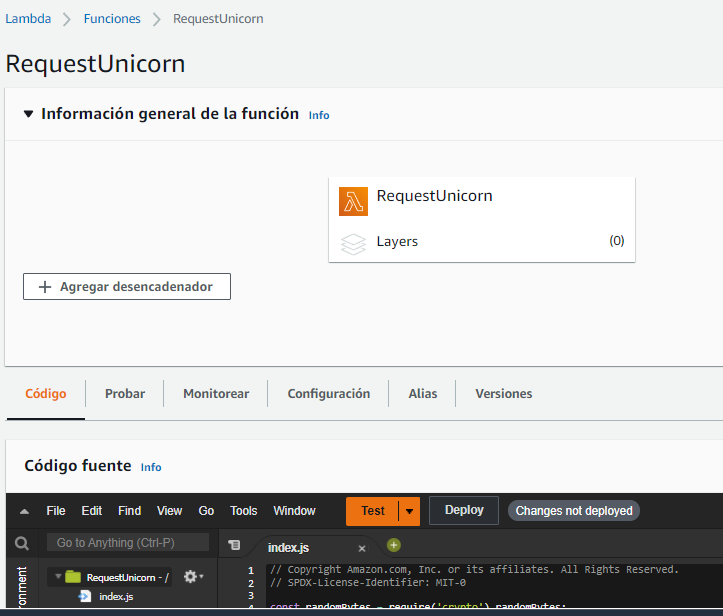 Lambda > Funciones > RequestUnicorn
RequestUnicorn
Información general de la función Info
RequestUnicorn
Layers (0)
Agregar desencadenador
Código Probar Monitorear Configuración Alias Versiones
Código fuente Info
File Edit Find View Go Tools Window Test Deploy Changes not deployed
Go to Anything (Ctrl-P) index.js
1 // Copyright Amazon.com, Inc. or its affiliates. All Rights Reserved.
RequestUnicorn - /
2 // SPDX-License-Identifier: MIT-0
index.js
3
4 const randomBytes = require('crypto').randomBytes;